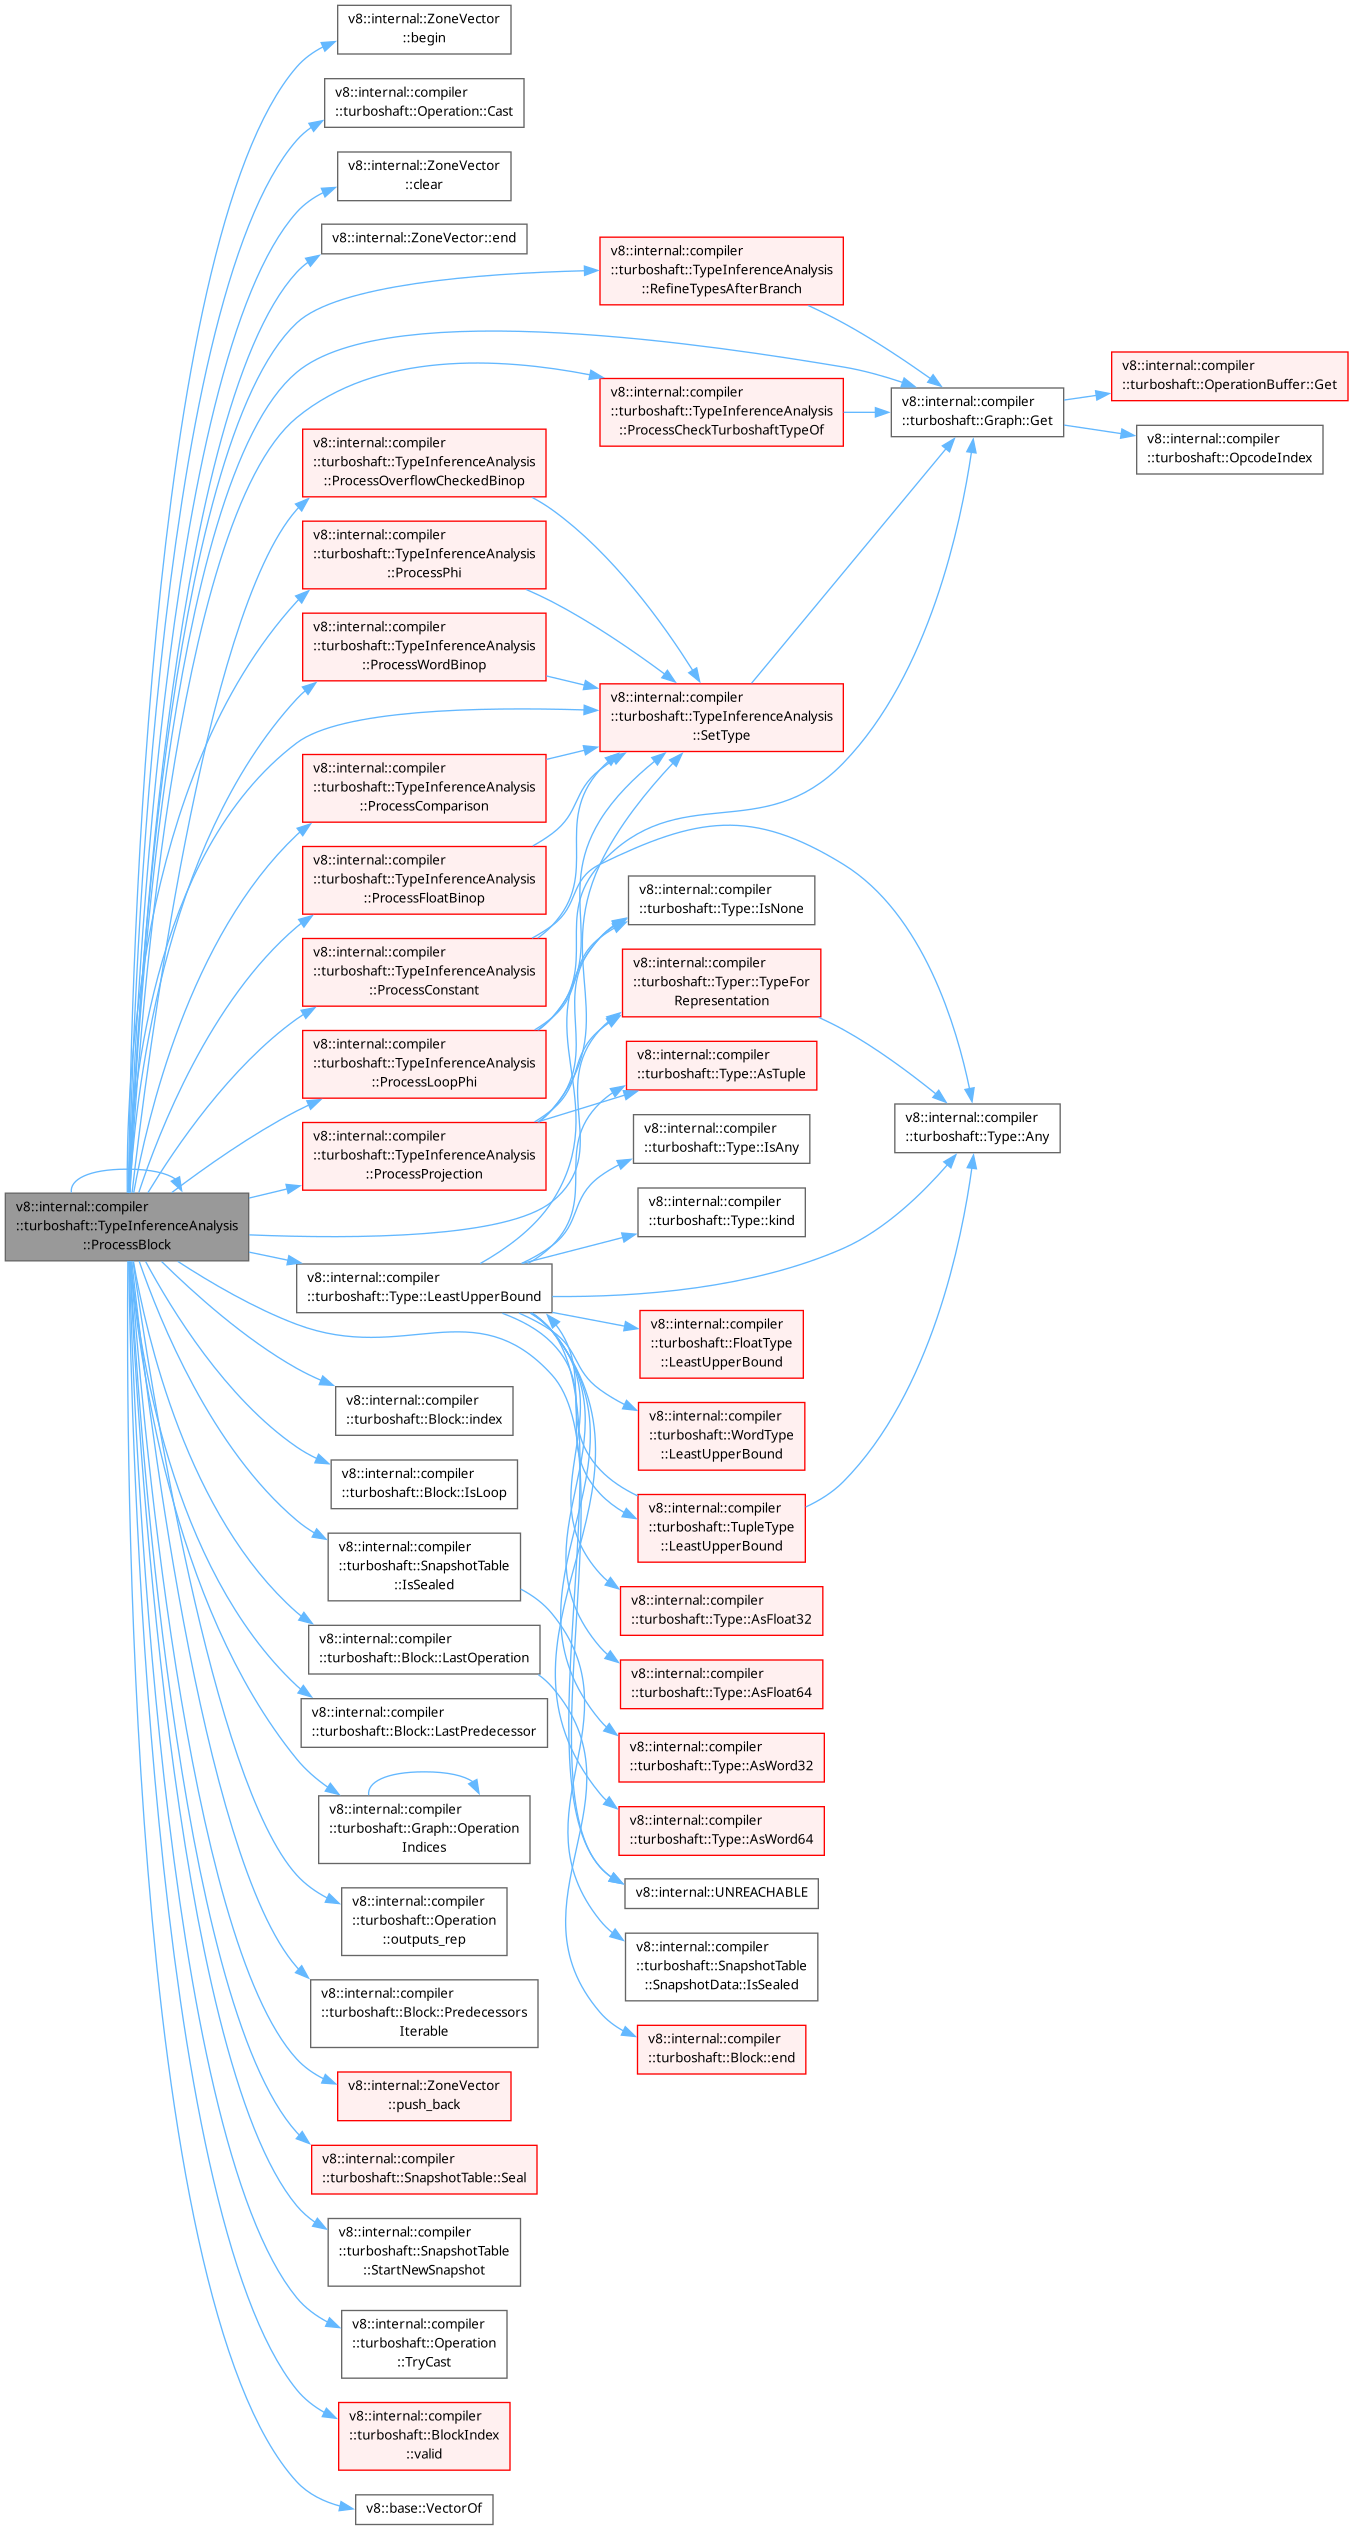 v8::internal::ZoneVector
::begin
v8::internal::compiler
::turboshaft::Operation::Cast
v8::internal::ZoneVector
::clear
v8::internal::ZoneVector::end
v8::internal::compiler
::turboshaft::TypeInferenceAnalysis
::RefineTypesAfterBranch
v8::internal::compiler
::turboshaft::OperationBuffer::Get
v8::internal::compiler
::turboshaft::TypeInferenceAnalysis
::ProcessCheckTurboshaftTypeOf
v8::internal::compiler
::turboshaft::Graph::Get
v8::internal::compiler
::turboshaft::OpcodeIndex
v8::internal::compiler
::turboshaft::TypeInferenceAnalysis
::ProcessOverflowCheckedBinop
v8::internal::compiler
::turboshaft::TypeInferenceAnalysis
::ProcessPhi
v8::internal::compiler
::turboshaft::TypeInferenceAnalysis
::ProcessWordBinop
v8::internal::compiler
::turboshaft::TypeInferenceAnalysis
::SetType
v8::internal::compiler
::turboshaft::TypeInferenceAnalysis
::ProcessComparison
v8::internal::compiler
::turboshaft::TypeInferenceAnalysis
::ProcessFloatBinop
v8::internal::compiler
::turboshaft::Type::IsNone
v8::internal::compiler
::turboshaft::TypeInferenceAnalysis
::ProcessConstant
v8::internal::compiler
::turboshaft::Typer::TypeFor
Representation
v8::internal::compiler
::turboshaft::TypeInferenceAnalysis
::ProcessLoopPhi
v8::internal::compiler
::turboshaft::Type::AsTuple
v8::internal::compiler
::turboshaft::Type::Any
v8::internal::compiler
::turboshaft::TypeInferenceAnalysis
::ProcessProjection
v8::internal::compiler
::turboshaft::Type::IsAny
v8::internal::compiler
::turboshaft::TypeInferenceAnalysis
::ProcessBlock
v8::internal::compiler
::turboshaft::Type::kind
v8::internal::compiler
::turboshaft::Type::LeastUpperBound
v8::internal::compiler
::turboshaft::FloatType
::LeastUpperBound
v8::internal::compiler
::turboshaft::Block::index
v8::internal::compiler
::turboshaft::WordType
::LeastUpperBound
v8::internal::compiler
::turboshaft::Block::IsLoop
v8::internal::compiler
::turboshaft::TupleType
::LeastUpperBound
v8::internal::compiler
::turboshaft::SnapshotTable
::IsSealed
v8::internal::compiler
::turboshaft::Type::AsFloat32
v8::internal::compiler
::turboshaft::Block::LastOperation
v8::internal::compiler
::turboshaft::Type::AsFloat64
v8::internal::compiler
::turboshaft::Block::LastPredecessor
v8::internal::compiler
::turboshaft::Type::AsWord32
v8::internal::compiler
::turboshaft::Graph::Operation
Indices
v8::internal::compiler
::turboshaft::Type::AsWord64
v8::internal::UNREACHABLE
v8::internal::compiler
::turboshaft::Operation
::outputs_rep
v8::internal::compiler
::turboshaft::SnapshotTable
::SnapshotData::IsSealed
v8::internal::compiler
::turboshaft::Block::Predecessors
Iterable
v8::internal::compiler
::turboshaft::Block::end
v8::internal::ZoneVector
::push_back
v8::internal::compiler
::turboshaft::SnapshotTable::Seal
v8::internal::compiler
::turboshaft::SnapshotTable
::StartNewSnapshot
v8::internal::compiler
::turboshaft::Operation
::TryCast
v8::internal::compiler
::turboshaft::BlockIndex
::valid
v8::base::VectorOf